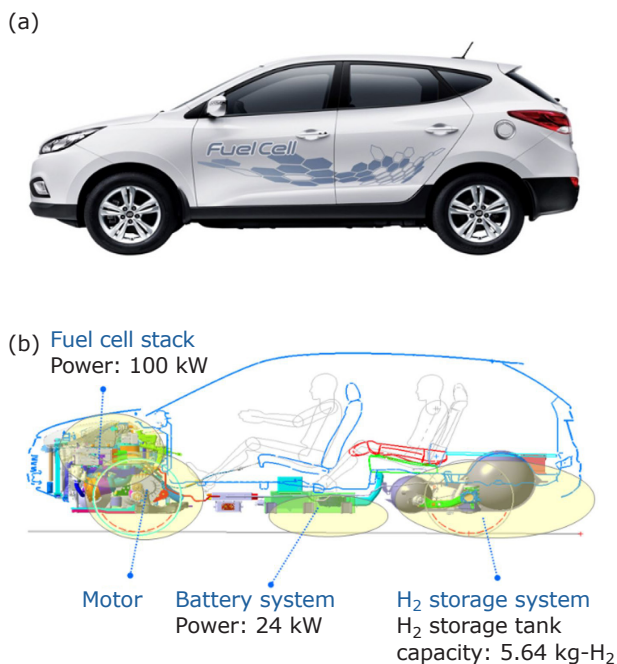 (a)
Fuel Cell
(b)
Fuel cell stack
Power: 100 kW
Motor
Battery system
Power: 24 kW
H₂ storage system
H₂ storage tank
capacity: 5.64 kg-H₂